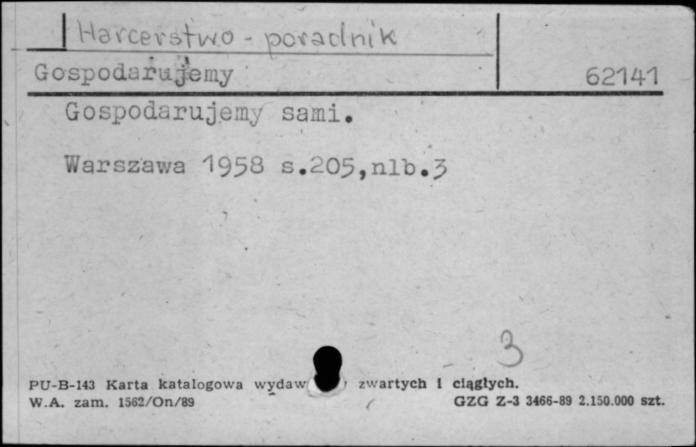 Harcerstwo - poradnik
Gospodarujemy 62141
Gospodarujemy sami.
Warszawa 1958 s.205,nlb.3
3
PU-B-143 Karta katalogowa wydaw zwartych i ciągłych.
W.A. zam. 1562/On/89 GZG Z-3 3466-89 2.150.000 szt.